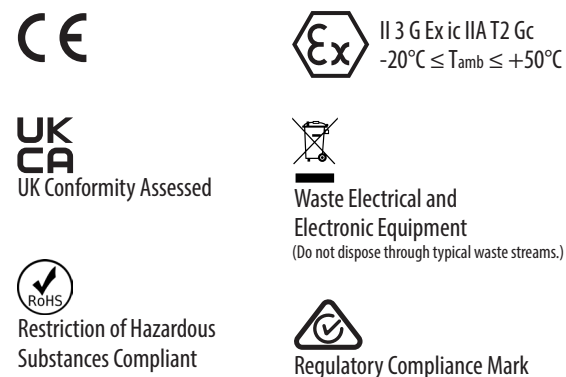 CE
II 3 G Ex ic IIA T2 Gc
-20°C ≤ Tamb ≤ +50°C
Ex
UK
CA
UK Conformity Assessed
Waste Electrical and
Electronic Equipment
(Do not dispose through typical waste streams.)
RoHS
Restriction of Hazardous
Substances Compliant
Regulatory Compliance Mark